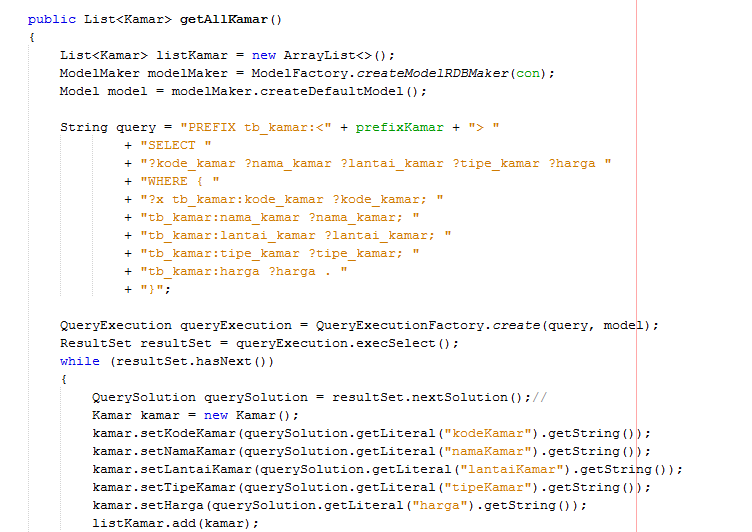 public List<Kamar> getAllKamar()
{
List<Kamar> listKamar = new ArrayList<>();
ModelMaker modelMaker = ModelFactory.createModelRDBMaker(con);
Model model = modelMaker.createDefaultModel();
String query = "PREFIX tb_kamar:<" + prefixKamar + "> "
+ "SELECT "
+ "?kode_kamar ?nama_kamar ?lantai_kamar ?tipe_kamar ?harga "
+ "WHERE { "
+ "?x tb_kamar:kode_kamar ?kode_kamar; "
+ "tb_kamar:nama_kamar ?nama_kamar; "
+ "tb_kamar:lantai_kamar ?lantai_kamar; "
+ "tb_kamar:tipe_kamar ?tipe_kamar; "
+ "tb_kamar:harga ?harga . "
+ "}";
QueryExecution queryExecution = QueryExecutionFactory.create(query, model);
ResultSet resultSet = queryExecution.execSelect();
while (resultSet.hasNext())
{
QuerySolution querySolution = resultSet.nextSolution();//
Kamar kamar = new Kamar();
kamar.setKodeKamar(querySolution.getLiteral("kodeKamar").getString());
kamar.setNamaKamar(querySolution.getLiteral("namaKamar").getString());
kamar.setLantaiKamar(querySolution.getLiteral("lantaiKamar").getString());
kamar.setTipeKamar(querySolution.getLiteral("tipeKamar").getString());
kamar.setHarga(querySolution.getLiteral("harga").getString());
listKamar.add(kamar);